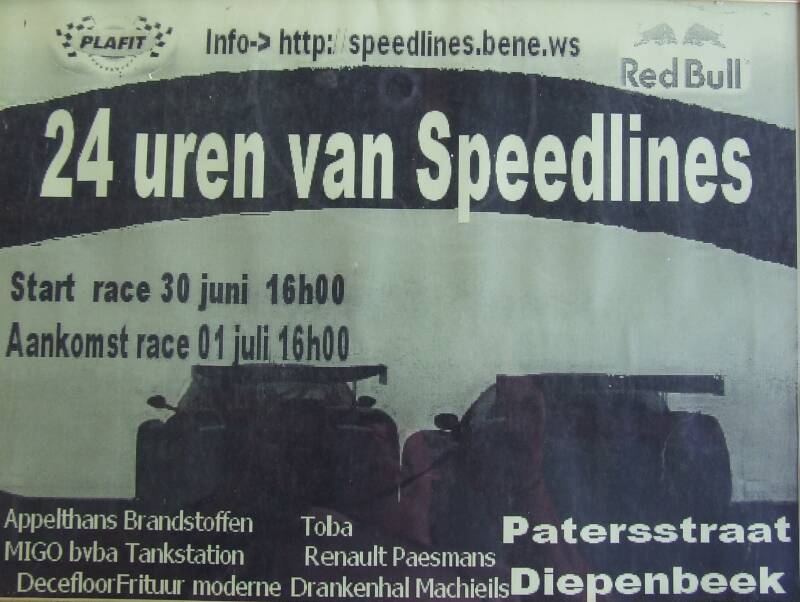 PLAFIT
Info-> http://speedlines.bene.ws
Red Bull
24 uren van Speedlines
Start race 30 juni 16h00
Aankomst race 01 juli 16h00
Appelthans Brandstoffen
Toba
Patersstraat
MIGO bvba Tankstation
Renault Paesmans
DecefloorFrituur moderne
Drankenhal Machieils
Diepenbeek